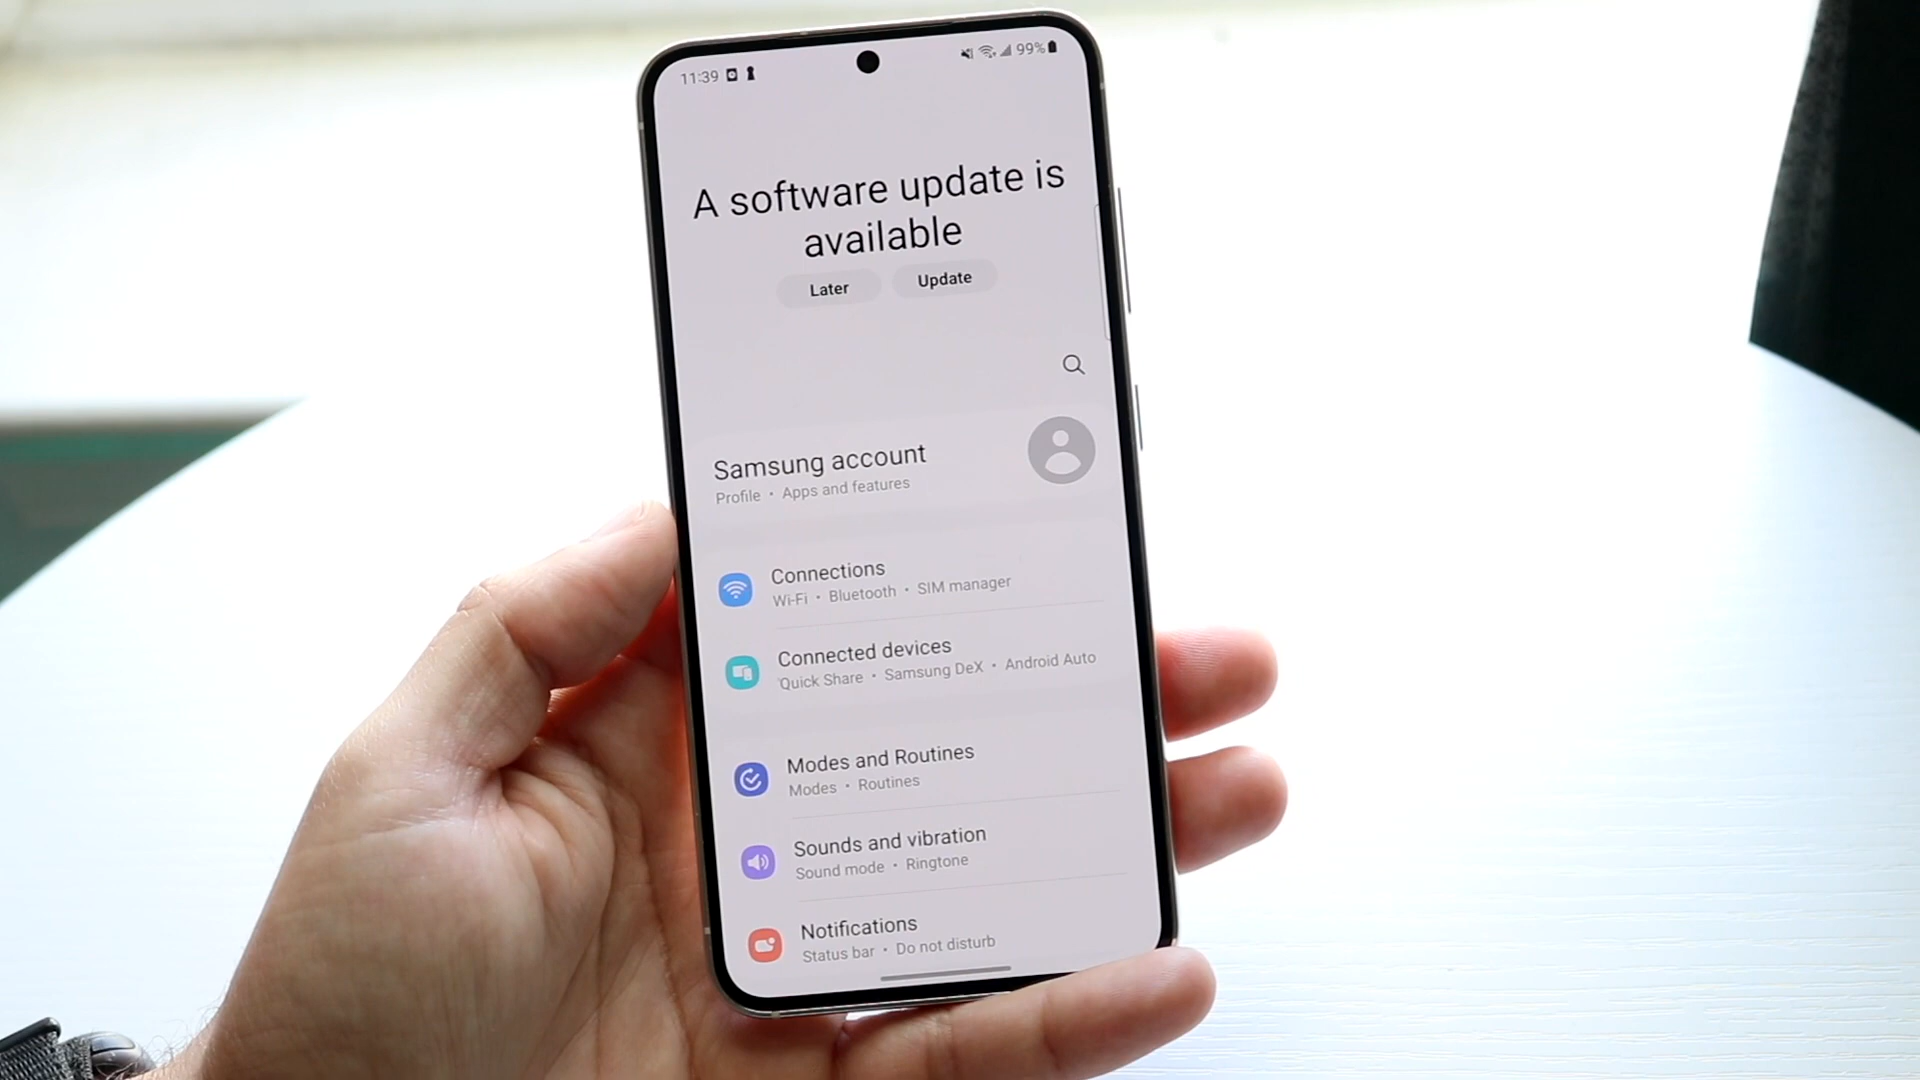 11:39 99%
A software update is
available
Later Update
Samsung account
Profile • Apps and features
Connections
Wi-Fi • Bluetooth • SIM manager
Connected devices
Quick Share • Samsung DeX • Android Auto
Modes and Routines
Modes • Routines
Sounds and vibration
Sound mode • Ringtone
Notifications
Status bar • Do not disturb